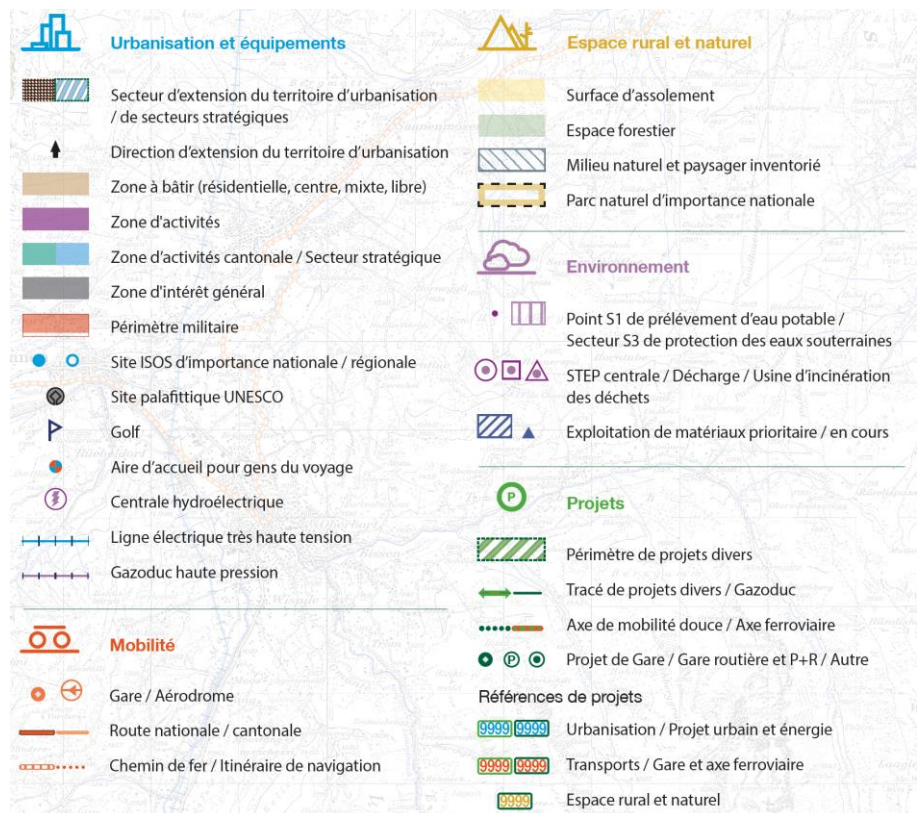 Urbanisation et équipements
Secteur d'extension du territoire d'urbanisation
/ de secteurs stratégiques
Direction d'extension du territoire d'urbanisation
Zone à bâtir (résidentielle, centre, mixte, libre)
Zone d'activités
Zone d'activités cantonale / Secteur stratégique
Zone d'intérêt général
Périmètre militaire
Site ISOS d'importance nationale / régionale
Site palafittique UNESCO
Golf
Aire d'accueil pour gens du voyage
Centrale hydroélectrique
Ligne électrique très haute tension
Gazoduc haute pression
Mobilité
Gare / Aérodrome
Route nationale / cantonale
Chemin de fer / Itinéraire de navigation
Espace rural et naturel
Surface d'assolement
Espace forestier
Milieu naturel et paysager inventorié
Parc naturel d'importance nationale
Environnement
Point S1 de prélévement d'eau potable /
Secteur S3 de protection des eaux souterraines
STEP centrale / Décharge / Usine d'incinération
des déchets
Exploitation de matériaux prioritaire / en cours
P
Projets
Périmètre de projets divers
Tracé de projets divers / Gazoduc
Axe de mobilité douce / Axe ferroviaire
P Projet de Gare / Gare routière et P+R / Autre
Références de projets
9999 9999 Urbanisation / Projet urbain et énergie
9999 9999 Transports / Gare et axe ferroviaire
9999 Espace rural et naturel